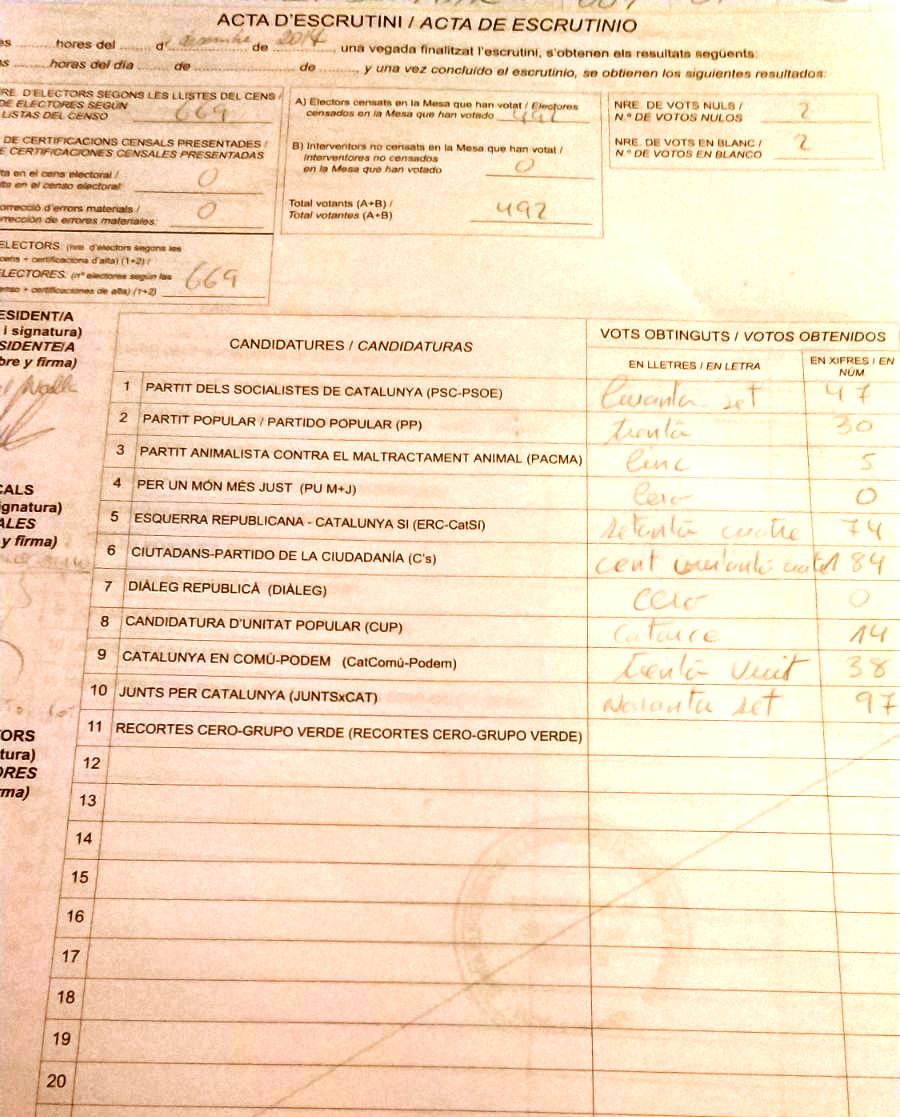 ACTA D'ESCRUTINI / ACTA DE ESCRUTINIO
hores del ........ d' desembre de 2017, una vegada finalitzat l'escrutini, s'obtenen els resultats següents:
horas del día ...... de .................... de ........, y una vez concluido el escrutinio, se obtienen los siguientes resultados:
NRE. D'ELECTORS SEGONS LES LLISTES DEL CENS /
DE ELECTORES SEGÚN
LISTAS DEL CENSO 669
DE CERTIFICACIONS CENSALS PRESENTADES /
DE CERTIFICACIONES CENSALES PRESENTADAS
ta en el cens electoral /
ta en el censo electoral: 0
correcció d'errors materials /
rrección de errores materiales: 0
ELECTORS: (nre. d'electors segons les
cens + certificacions d'alta) (1+2) /
ELECTORES: (nº electores según las
enso + certificaciones de alta) (1+2) 669
A) Electors censats en la Mesa que han votat / Electores
censados en la Mesa que han votado 492
B) Interventors no censats en la Mesa que han votat /
Interventores no censados
en la Mesa que han votado 0
Total votants (A+B) /
Total votantes (A+B) 492
NRE. DE VOTS NULS /
N.º DE VOTOS NULOS 2
NRE. DE VOTS EN BLANC /
N.º DE VOTOS EN BLANCO 2
ESIDENT/A
i signatura)
SIDENTE/A
bre y firma)
CALS
ignatura)
ALES
y firma)
TORS
tura)
ORES
rma)
CANDIDATURES / CANDIDATURAS
VOTS OBTINGUTS / VOTOS OBTENIDOS
EN LLETRES / EN LETRA
EN XIFRES / EN
NÚM
1 PARTIT DELS SOCIALISTES DE CATALUNYA (PSC-PSOE) set 47
2 PARTIT POPULAR / PARTIDO POPULAR (PP) trenta 30
3 PARTIT ANIMALISTA CONTRA EL MALTRACTAMENT ANIMAL (PACMA) cinc 5
4 PER UN MÓN MÉS JUST (PU M+J) cero 0
5 ESQUERRA REPUBLICANA - CATALUNYA SI (ERC-CatSí) setanta cuatre 74
6 CIUTADANS-PARTIDO DE LA CIUDADANÍA (C's) cent 184
7 DIÀLEG REPUBLICÀ (DIÀLEG) cero 0
8 CANDIDATURA D'UNITAT POPULAR (CUP) catorce 14
9 CATALUNYA EN COMÚ-PODEM (CatComú-Podem) trenta vuit 38
10 JUNTS PER CATALUNYA (JUNTSxCAT) set 97
11 RECORTES CERO-GRUPO VERDE (RECORTES CERO-GRUPO VERDE)
12
13
14
15
16
17
18
19
20